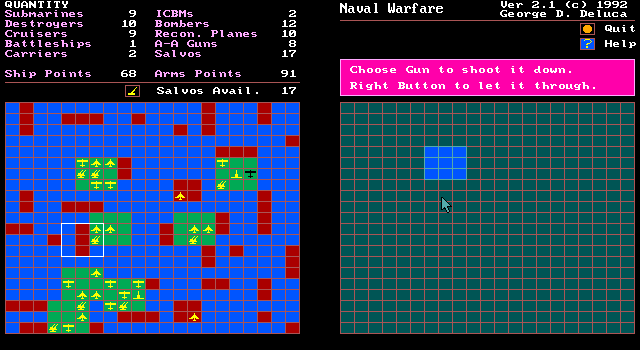 QUANTITY
Submarines 9 ICBMs 2
Destroyers 10 Bombers 12
Cruisers 9 Recon. Planes 10
Battleships 1 A-A Guns 8
Carriers 2 Salvos 17
Ship Points 68 Arms Points 91
Salvos Avail. 17
Naval Warfare
Ver 2.1 (c) 1992
George D. Deluca
Quit
? Help
Choose Gun to shoot it down.
Right Button to let it through.